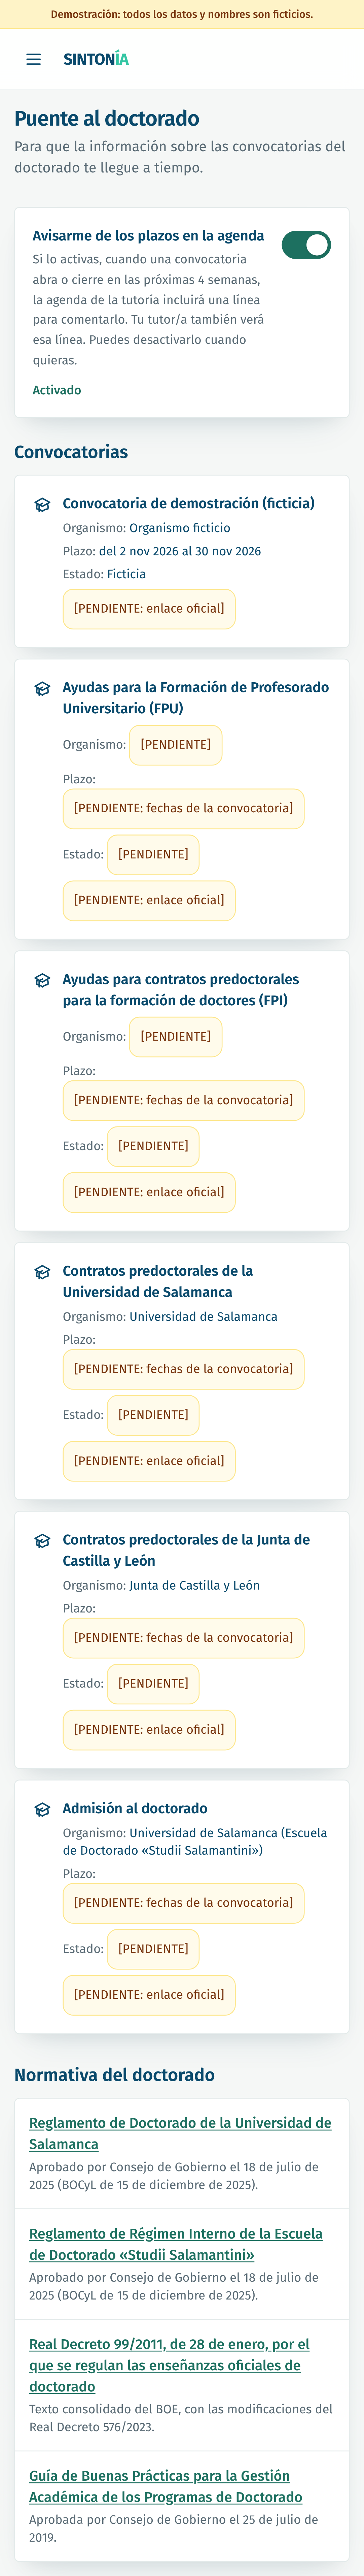 Demostración: todos los datos y nombres son ficticios.
SINTONÍA
Puente al doctorado
Para que la información sobre las convocatorias del
doctorado te llegue a tiempo.
Avisarme de los plazos en la agenda
Si lo activas, cuando una convocatoria
abra o cierre en las próximas 4 semanas,
la agenda de la tutoría incluirá una línea
para comentarlo. Tu tutor/a también verá
esa línea. Puedes desactivarlo cuando
quieras.
Activado
Convocatorias
Convocatoria de demostración (ficticia)
Organismo: Organismo ficticio
Plazo: del 2 nov 2026 al 30 nov 2026
Estado: Ficticia
[PENDIENTE: enlace oficial]
Ayudas para la Formación de Profesorado
Universitario (FPU)
Organismo: [PENDIENTE]
Plazo:
[PENDIENTE: fechas de la convocatoria]
Estado: [PENDIENTE]
[PENDIENTE: enlace oficial]
Ayudas para contratos predoctorales
para la formación de doctores (FPI)
Organismo: [PENDIENTE]
Plazo:
[PENDIENTE: fechas de la convocatoria]
Estado: [PENDIENTE]
[PENDIENTE: enlace oficial]
Contratos predoctorales de la
Universidad de Salamanca
Organismo: Universidad de Salamanca
Plazo:
[PENDIENTE: fechas de la convocatoria]
Estado: [PENDIENTE]
[PENDIENTE: enlace oficial]
Contratos predoctorales de la Junta de
Castilla y León
Organismo: Junta de Castilla y León
Plazo:
[PENDIENTE: fechas de la convocatoria]
Estado: [PENDIENTE]
[PENDIENTE: enlace oficial]
Admisión al doctorado
Organismo: Universidad de Salamanca (Escuela
de Doctorado «Studii Salamantini»)
Plazo:
[PENDIENTE: fechas de la convocatoria]
Estado: [PENDIENTE]
[PENDIENTE: enlace oficial]
Normativa del doctorado
Reglamento de Doctorado de la Universidad de
Salamanca
Aprobado por Consejo de Gobierno el 18 de julio de
2025 (BOCyL de 15 de diciembre de 2025).
Reglamento de Régimen Interno de la Escuela
de Doctorado «Studii Salamantini»
Aprobado por Consejo de Gobierno el 18 de julio de
2025 (BOCyL de 15 de diciembre de 2025).
Real Decreto 99/2011, de 28 de enero, por el
que se regulan las enseñanzas oficiales de
doctorado
Texto consolidado del BOE, con las modificaciones del
Real Decreto 576/2023.
Guía de Buenas Prácticas para la Gestión
Académica de los Programas de Doctorado
Aprobada por Consejo de Gobierno el 25 de julio de
2019.